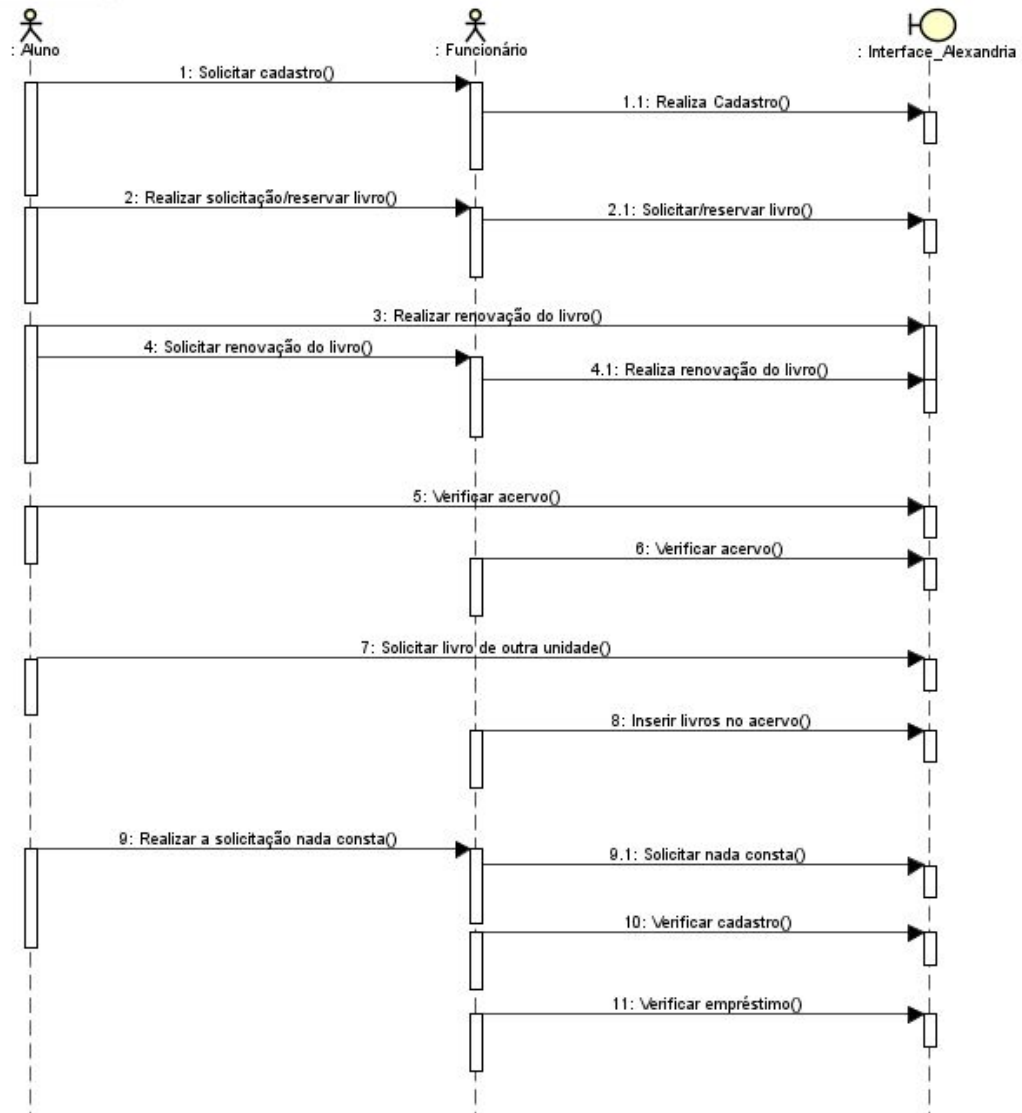 : Aluno
: Funcionário
: Interface_Alexandria
1: Solicitar cadastro()
1.1: Realiza Cadastro()
2: Realizar solicitação/reservar livro()
2.1: Solicitar/reservar livro()
3: Realizar renovação do livro()
4: Solicitar renovação do livro()
4.1: Realiza renovação do livro()
5: Verificar acervo()
6: Verificar acervo()
7: Solicitar livro de outra unidade()
8: Inserir livros no acervo()
9: Realizar a solicitação nada consta()
9.1: Solicitar nada consta()
10: Verificar cadastro()
11: Verificar empréstimo()